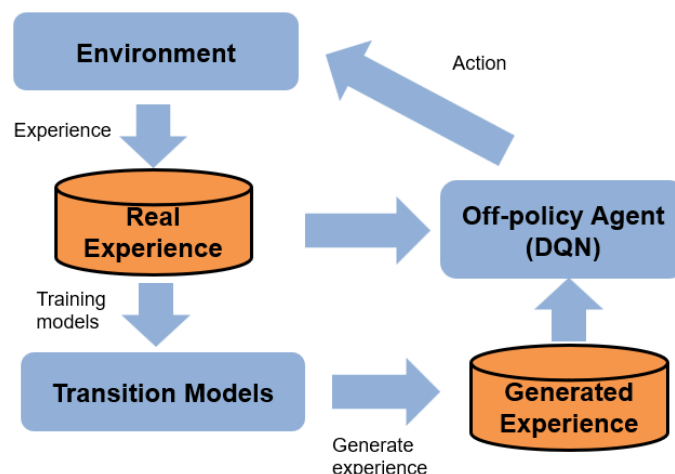 Environment
Action
Experience
Real
Experience
Off-policy Agent
(DQN)
Training
models
Transition Models
Generated
Experience
Generate
experience